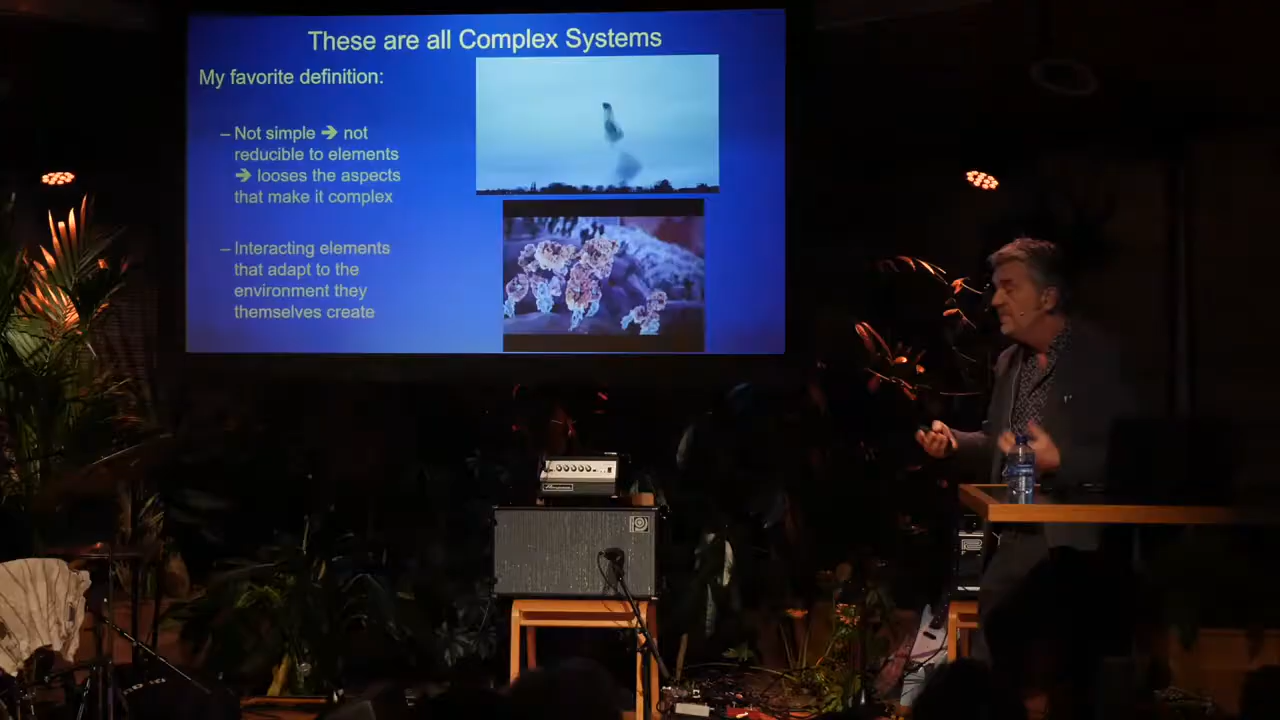 These are all Complex Systems
My favorite definition:
– Not simple ➔ not
reducible to elements
➔ looses the aspects
that make it complex
– Interacting elements
that adapt to the
environment they
themselves create